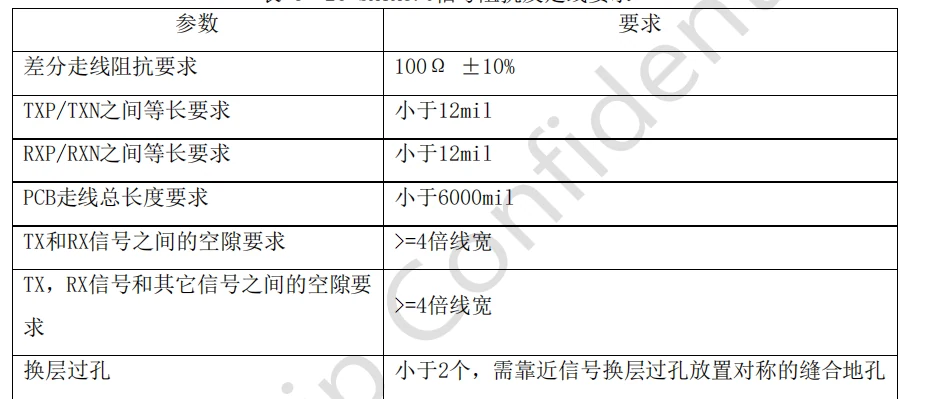 参数 要求
差分走线阻抗要求 100Ω ±10%
TXP/TXN之间等长要求 小于12mil
RXP/RXN之间等长要求 小于12mil
PCB走线总长度要求 小于6000mil
TX和RX信号之间的空隙要求 >=4倍线宽
TX，RX信号和其它信号之间的空隙要
求
>=4倍线宽
换层过孔 小于2个，需靠近信号换层过孔放置对称的缝合地孔
Confident